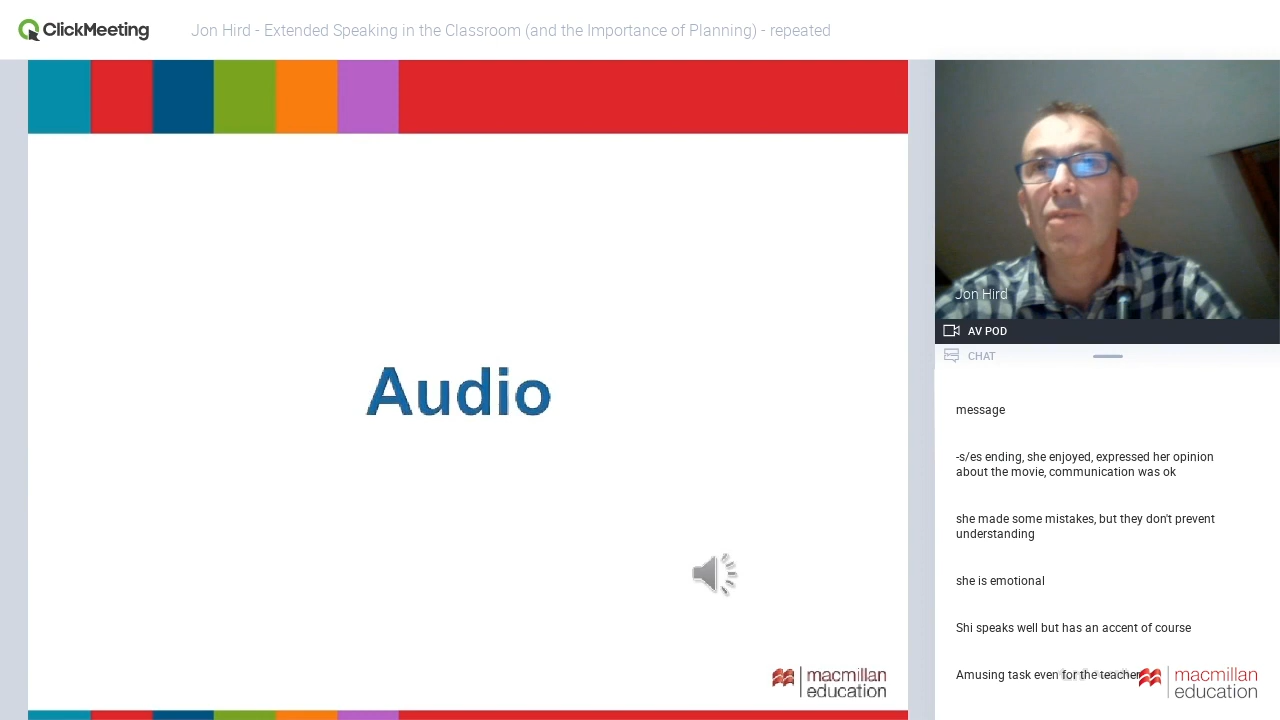 ClickMeeting
Jon Hird - Extended Speaking in the Classroom (and the Importance of Planning) - repeated
Audio
macmillan
education
Jon Hird
AV POD
CHAT
message
-s/es ending, she enjoyed, expressed her opinion
about the movie, communication was ok
she made some mistakes, but they don't prevent
understanding
she is emotional
Shi speaks well but has an accent of course
Amusing task even for the teacher
macmillan
education